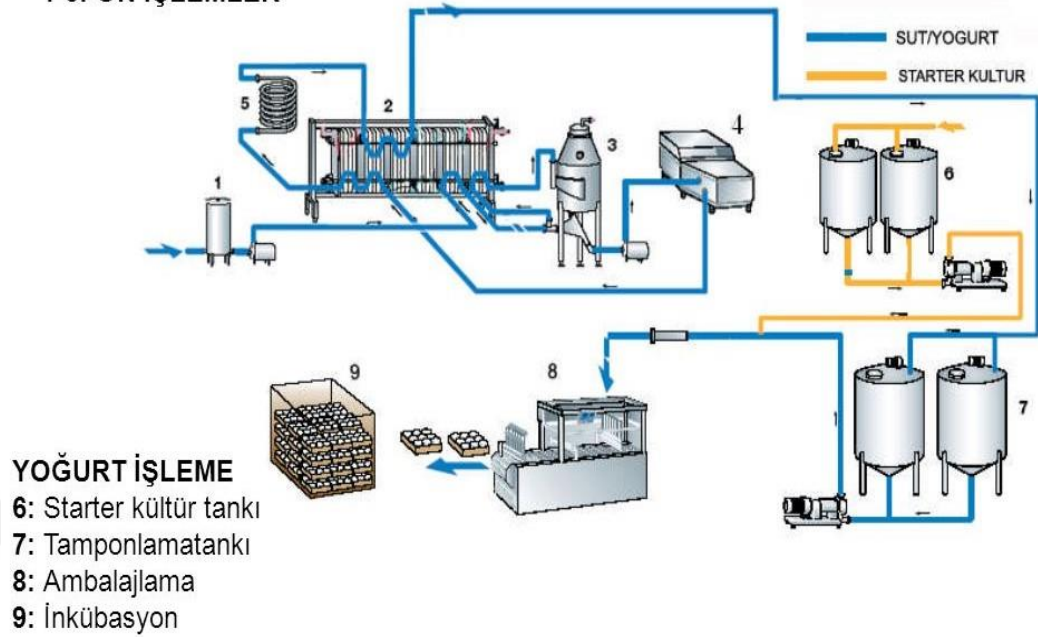 SUT/YOGURT
STARTER KULTUR
5
2
3
4
1
6
9
8
7
YOĞURT İŞLEME
6: Starter kültür tankı
7: Tamponlamatankı
8: Ambalajlama
9: İnkübasyon